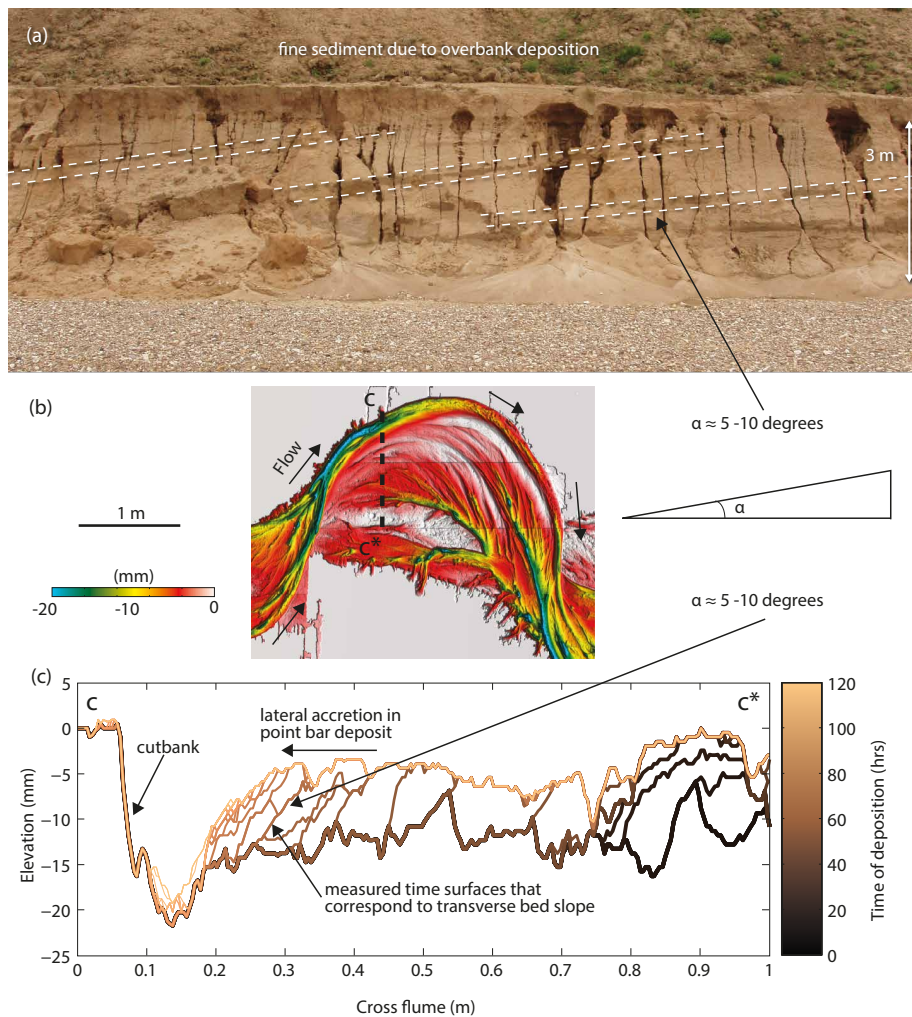 (a)
fine sediment due to overbank deposition
3 m
(b)
C
Flow
C*
1 m
(mm)
-20
-10
0
α ≈ 5 -10 degrees
α
α ≈ 5 -10 degrees
(c)
C
C*
lateral accretion in
point bar deposit
cutbank
measured time surfaces that
correspond to transverse bed slope
5
0
−5
−10
−15
−20
−25
Elevation (mm)
0
0.1
0.2
0.3
0.4
0.5
0.6
0.7
0.8
0.9
1
Cross flume (m)
120
100
80
60
40
20
0
Time of deposition (hrs)